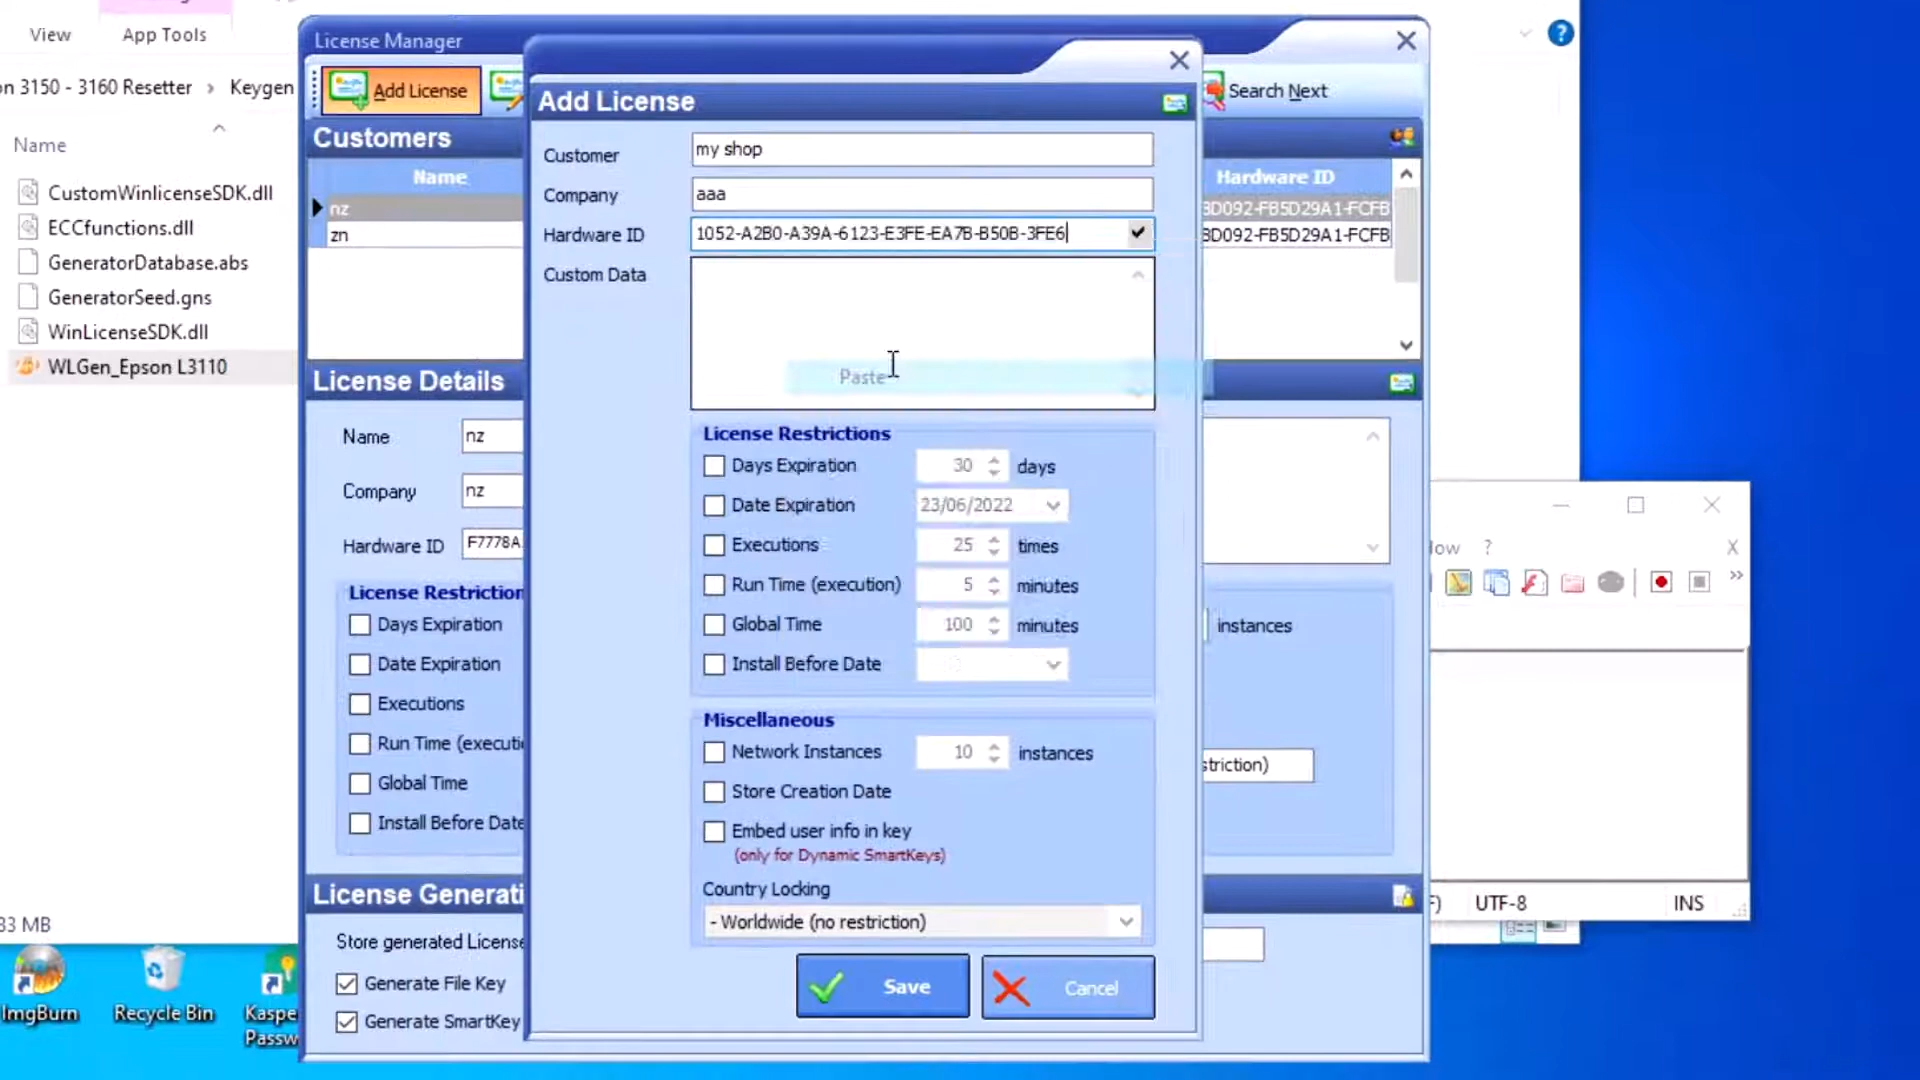 View
App Tools
License Manager
on 3150 - 3160 Resetter
Keygen
Add License
Search Next
Add License
Name
Customers
Name
Hardware ID
nz
BD092-FB5D29A1-FCFB
zn
BD092-FB5D29A1-FCFB
CustomWinlicenseSDK.dll
ECCfunctions.dll
GeneratorDatabase.abs
GeneratorSeed.gns
WinLicenseSDK.dll
WLGen_Epson L3110
Customer
my shop
Company
aaa
Hardware ID
1052-A2B0-A39A-6123-E3FE-EA7B-B50B-3FE6
Custom Data
Paste
License Restrictions
Days Expiration
30
days
Date Expiration
23/06/2022
Executions
25
times
Run Time (execution)
5
minutes
Global Time
100
minutes
Install Before Date
Miscellaneous
Network Instances
10
instances
Store Creation Date
Embed user info in key
(only for Dynamic SmartKeys)
Country Locking
- Worldwide (no restriction)
Save
Cancel
License Details
Name
nz
Company
nz
Hardware ID
F7778A
License Restriction
Days Expiration
Date Expiration
Executions
Run Time (executi
Global Time
Install Before Date
instances
striction)
License Generati
Store generated License
Generate File Key
Generate SmartKey
?
X
UTF-8
INS
33 MB
ImgBurn
Recycle Bin
Kaspe
Passw